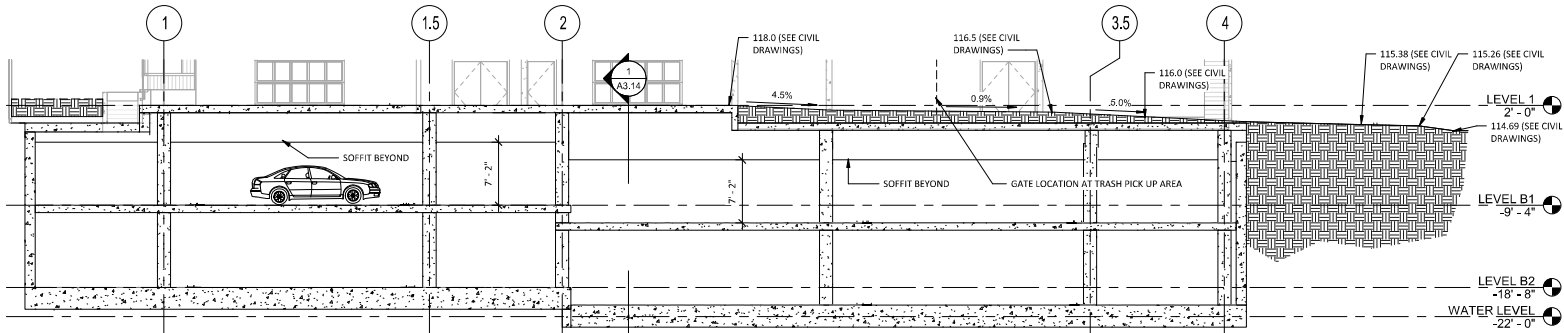 1
1.5
2
3.5
4
118.0 (SEE CIVIL
DRAWINGS)
116.5 (SEE CIVIL
DRAWINGS)
116.0 (SEE CIVIL
DRAWINGS)
115.38 (SEE CIVIL
DRAWINGS)
115.26 (SEE CIVIL
DRAWINGS)
1
A3.14
4.5%
0.9%
5.0%
LEVEL 1
2' - 0"
114.69 (SEE CIVIL
DRAWINGS)
SOFFIT BEYOND
7' - 2"
7' - 2"
SOFFIT BEYOND
GATE LOCATION AT TRASH PICK UP AREA
LEVEL B1
-9' - 4"
LEVEL B2
-18' - 8"
WATER LEVEL
-22' - 0"